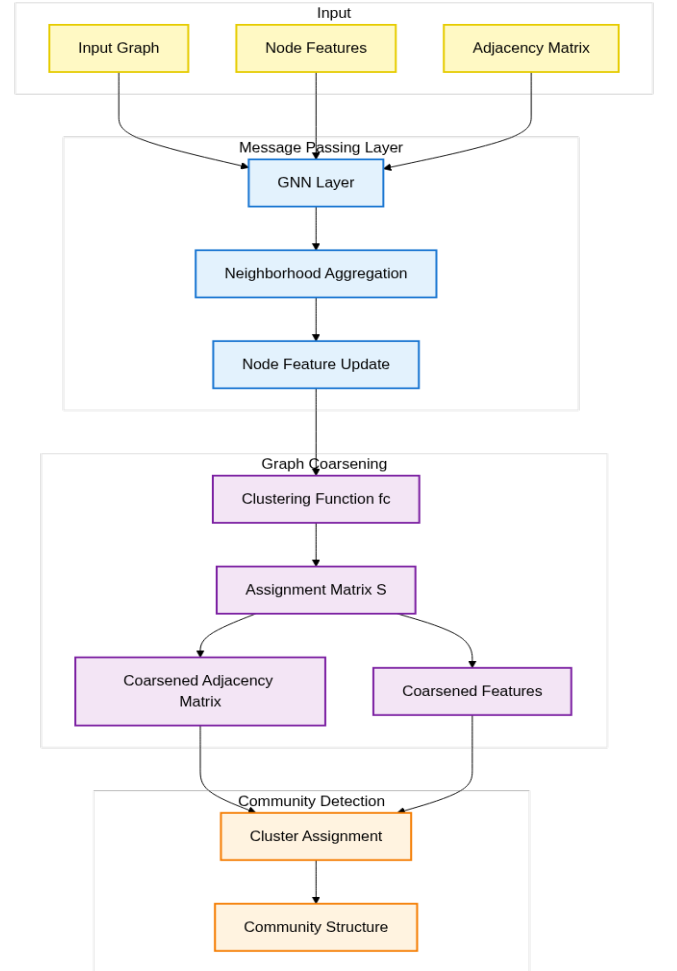 Input
Input Graph
Node Features
Adjacency Matrix
Message Passing Layer
GNN Layer
Neighborhood Aggregation
Node Feature Update
Graph Coarsening
Clustering Function fc
Assignment Matrix S
Coarsened Adjacency
Matrix
Coarsened Features
Community Detection
Cluster Assignment
Community Structure